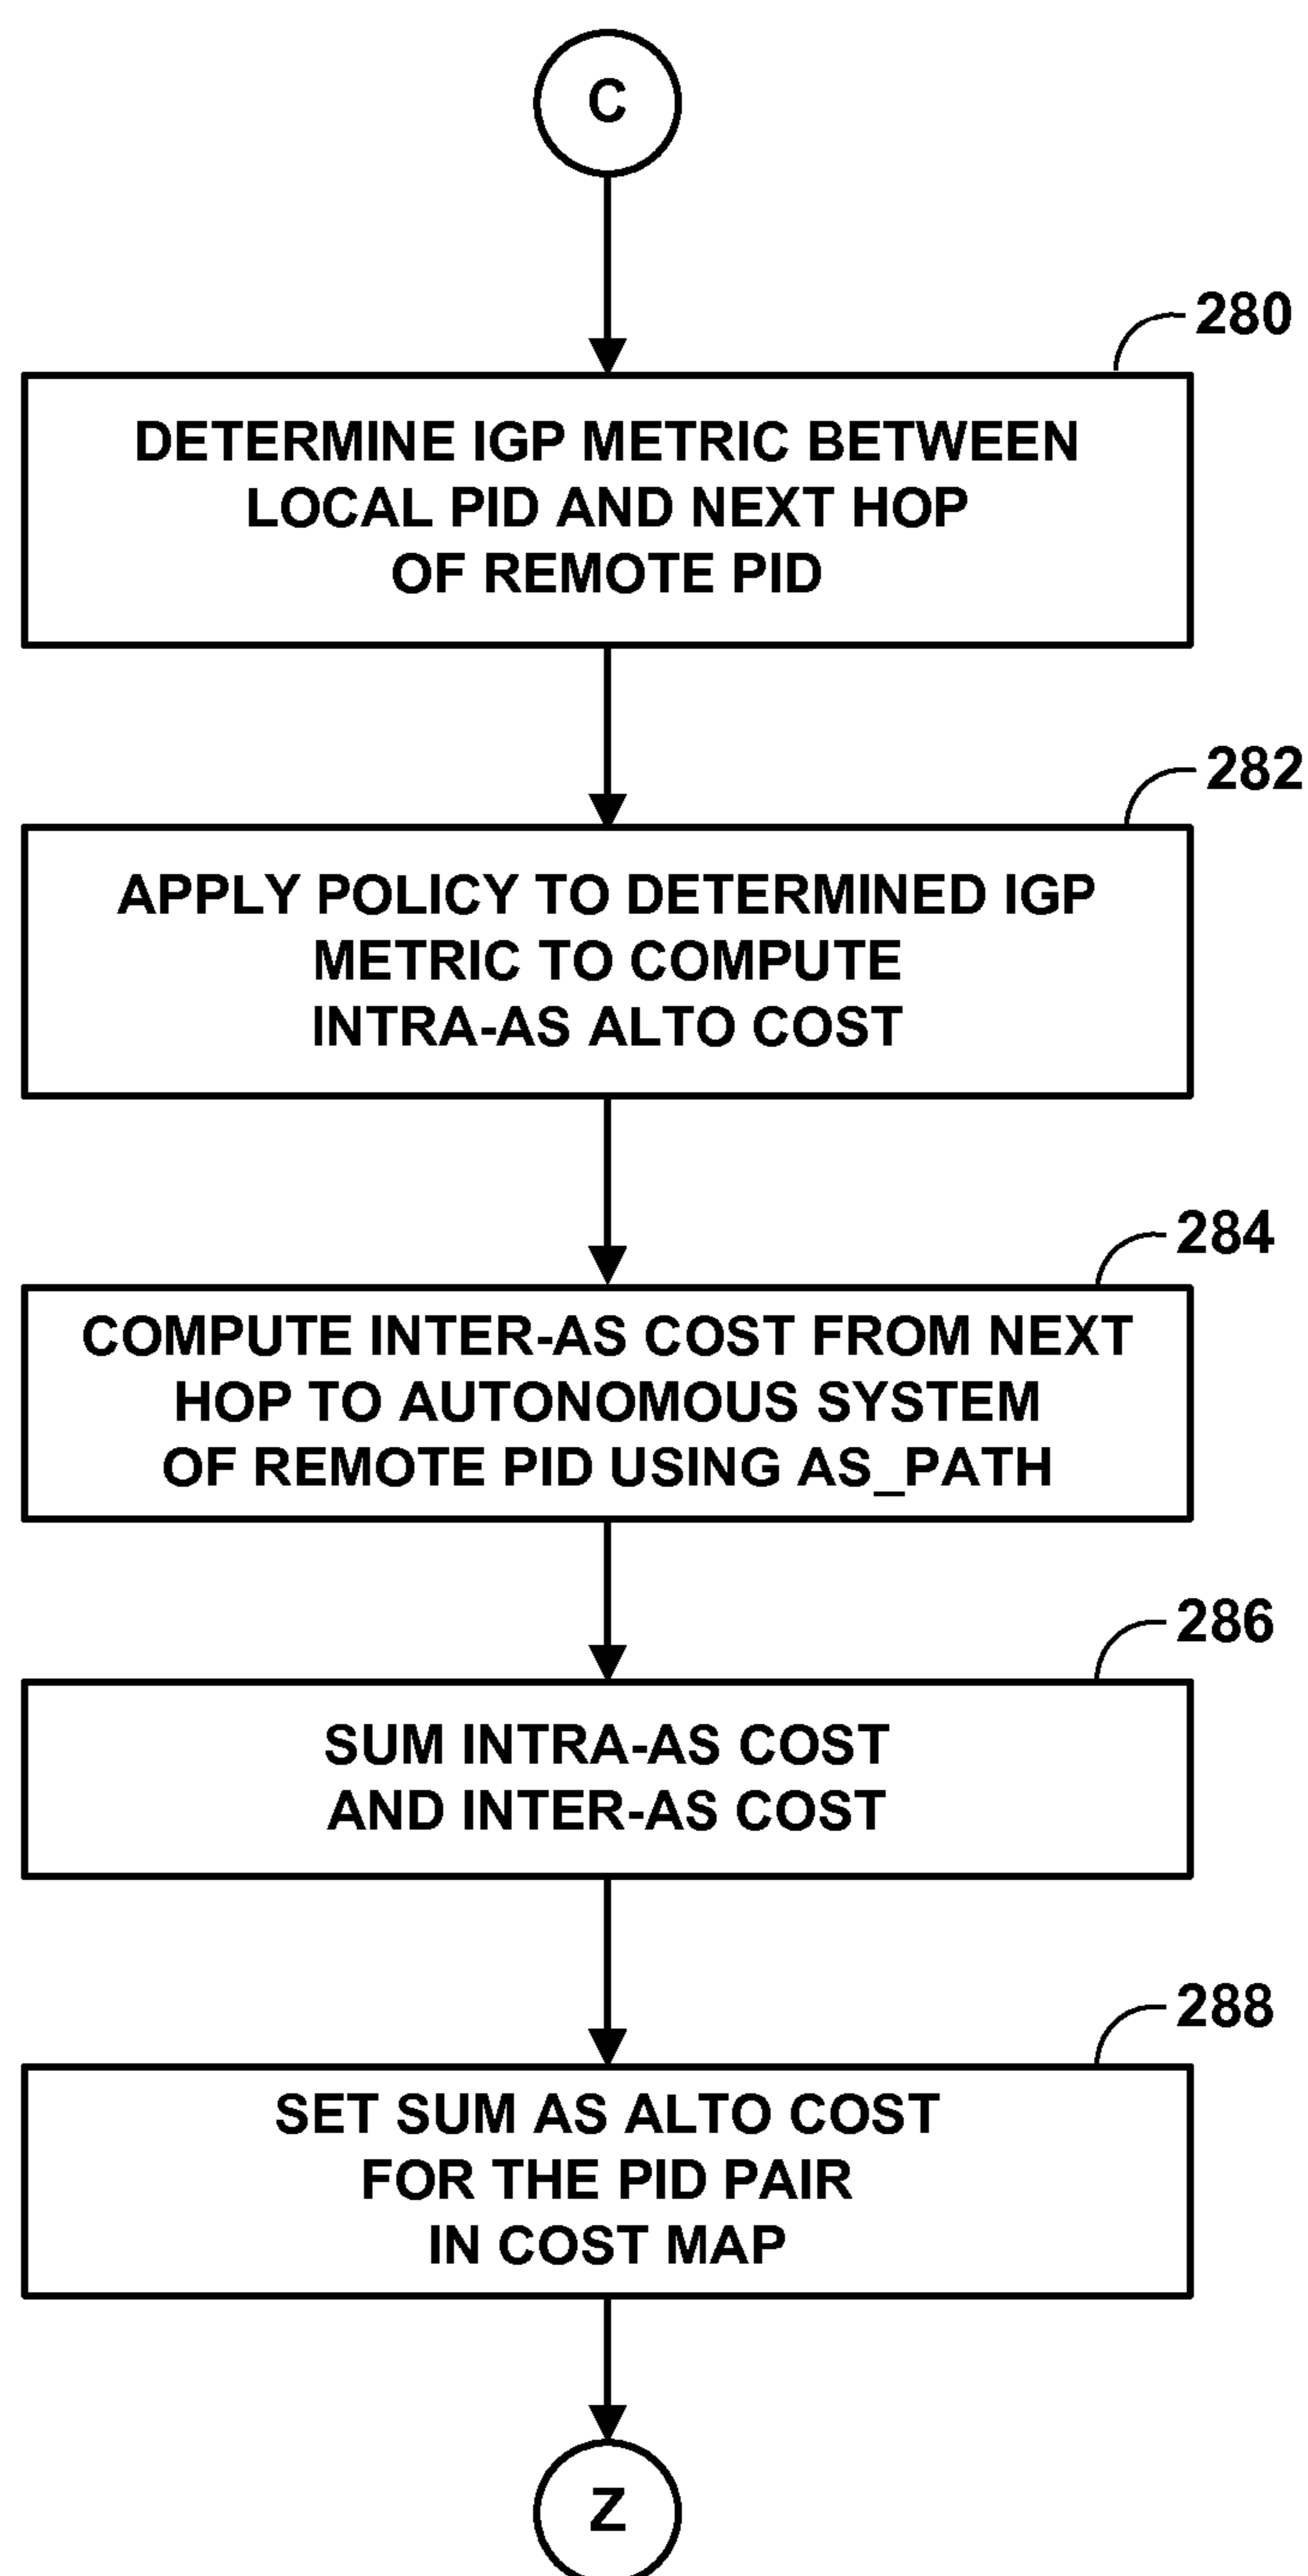 C
280
DETERMINE IGP METRIC BETWEEN
LOCAL PID AND NEXT HOP
OF REMOTE PID
282
APPLY POLICY TO DETERMINED IGP
METRIC TO COMPUTE
INTRA-AS ALTO COST
284
COMPUTE INTER-AS COST FROM NEXT
HOP TO AUTONOMOUS SYSTEM
OF REMOTE PID USING AS_PATH
286
SUM INTRA-AS COST
AND INTER-AS COST
288
SET SUM AS ALTO COST
FOR THE PID PAIR
IN COST MAP
Z